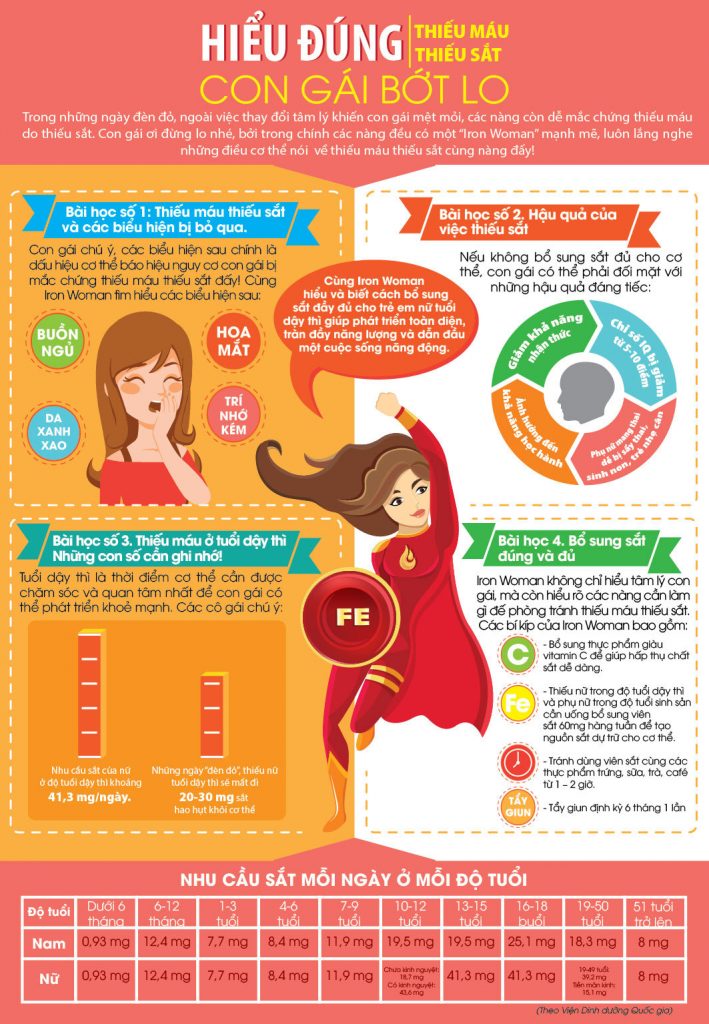 HIỂU ĐÚNG
THIẾU MÁU
THIẾU SẮT
CON GÁI BỚT LO
Trong những ngày đèn đỏ, ngoài việc thay đổi tâm lý khiến con gái mệt mỏi, các nàng còn dễ mắc chứng thiếu máu
do thiếu sắt. Con gái ơi đừng lo nhé, bởi trong chính các nàng đều có một “Iron Woman” mạnh mẽ, luôn lắng nghe
những điều cơ thể nói về thiếu máu thiếu sắt cùng nàng đấy!
Bài học số 1: Thiếu máu thiếu sắt
và các biểu hiện bị bỏ qua.
Con gái chú ý, các biểu hiện sau chính là
dấu hiệu cơ thể báo hiệu nguy cơ con gái bị
mắc chứng thiếu máu thiếu sắt đấy! Cùng
Iron Woman tìm hiểu các biểu hiện sau:
BUỒN
NGỦ
HOA
MẮT
DA
XANH
XAO
TRÍ
NHỚ
KÉM
Cùng Iron Woman
hiểu và biết cách bổ sung
sắt đầy đủ cho trẻ em nữ tuổi
dậy thì giúp phát triển toàn diện,
tràn đầy năng lượng và dẫn đầu
một cuộc sống năng động.
Bài học số 2. Hậu quả của
việc thiếu sắt
Nếu không bổ sung sắt đủ cho cơ
thể, con gái có thể phải đối mặt với
những hậu quả đáng tiếc:
Giảm khả năng
nhận thức
Chỉ số IQ bị giảm
từ 5-10 điểm
Ảnh hưởng đến
khả năng học hành
Phụ nữ mang thai
dễ bị sẩy thai,
sinh non, trẻ nhẹ cân
Bài học số 3. Thiếu máu ở tuổi dậy thì
Những con số cần ghi nhớ!
Tuổi dậy thì là thời điểm cơ thể cần được
chăm sóc và quan tâm nhất để con gái có
thể phát triển khoẻ mạnh. Các cô gái chú ý:
Nhu cầu sắt của nữ
ở độ tuổi dậy thì khoảng
41,3 mg/ngày.
Những ngày “đèn đỏ”, thiếu nữ
tuổi dậy thì sẽ mất đi
20-30 mg sắt
hao hụt khỏi cơ thể
FE
Bài học 4. Bổ sung sắt
đúng và đủ
Iron Woman không chỉ hiểu tâm lý con
gái, mà còn hiểu rõ các nàng cần làm
gì để phòng tránh thiếu máu thiếu sắt.
Các bí kíp của Iron Woman bao gồm:
C
- Bổ sung thực phẩm giàu
vitamin C để giúp hấp thụ chất
sắt dễ dàng.
Fe
- Thiếu nữ trong độ tuổi dậy thì
và phụ nữ trong độ tuổi sinh sản
cần uống bổ sung viên
sắt 60mg hàng tuần để tạo
nguồn sắt dự trữ cho cơ thể.
- Tránh dùng viên sắt cùng các
thực phẩm trứng, sữa, trà, café
từ 1 – 2 giờ.
TẨY
GIUN
- Tẩy giun định kỳ 6 tháng 1 lần
NHU CẦU SẮT MỖI NGÀY Ở MỖI ĐỘ TUỔI
Độ tuổi Dưới 6 tháng 6-12 tháng 1-3 tuổi 4-6 tuổi 7-9 tuổi 10-12 tuổi 13-15 tuổi 16-18 buổi 19-50 tuổi 51 tuổi trở lên
Nam 0,93 mg 12,4 mg 7,7 mg 8,4 mg 11,9 mg 19,5 mg 19,5 mg 25,1 mg 18,3 mg 8 mg
Nữ 0,93 mg 12,4 mg 7,7 mg 8,4 mg 11,9 mg Chưa kinh nguyệt: 18,7 mg Có kinh nguyệt: 43,6 mg 41,3 mg 41,3 mg 19-49 tuổi: 39,2 mg Tiền mãn kinh: 15,1 mg 8 mg
(Theo Viện Dinh dưỡng Quốc gia)